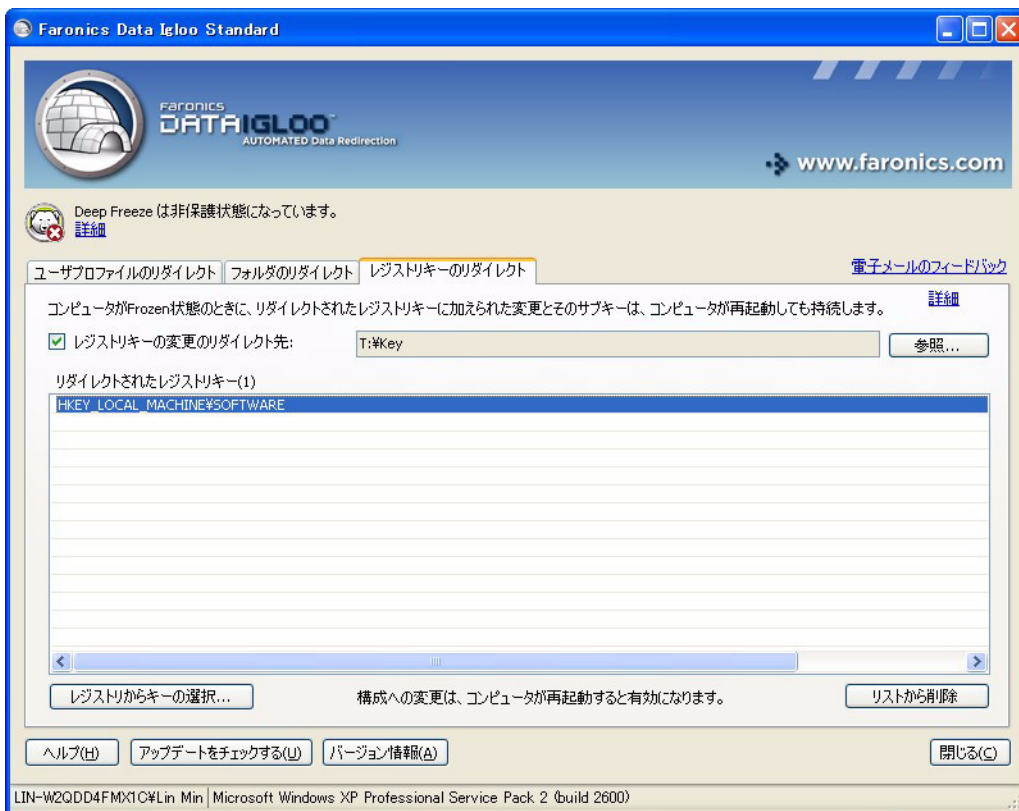 Faronics Data Igloo Standard
FARONICS
DATAIGLOO™
AUTOMATED Data Redirection
www.faronics.com
Deep Freeze は非保護状態になっています。
詳細
ユーザプロファイルのリダイレクト フォルダのリダイレクト レジストリキーのリダイレクト 電子メールのフィードバック
コンピュータがFrozen状態のときに、リダイレクトされたレジストリキーに加えられた変更とそのサブキーは、コンピュータが再起動しても持続します。 詳細
レジストリキーの変更のリダイレクト先: T:¥Key 参照...
リダイレクトされたレジストリキー(1)
HKEY_LOCAL_MACHINE¥SOFTWARE
レジストリからキーの選択... 構成への変更は、コンピュータが再起動すると有効になります。 リストから削除
ヘルプ(H) アップデートをチェックする(U) バージョン情報(A) 閉じる(C)
LIN-W2QDD4FMX1C¥Lin Min Microsoft Windows XP Professional Service Pack 2 (build 2600)